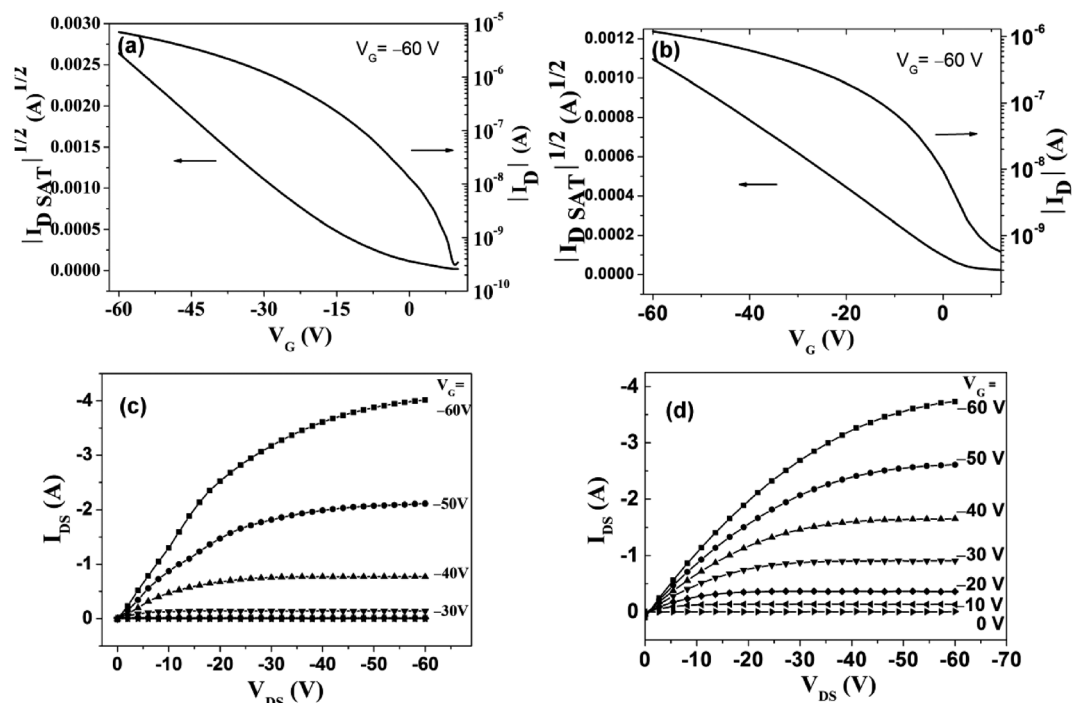 (a)
V_G= −60 V
0.0030
0.0025
0.0020
0.0015
0.0010
0.0005
0.0000
|I_D SAT|^1/2 (A)^1/2
10^-5
10^-6
10^-7
10^-8
10^-9
10^-10
|I_D| (A)
-60 -45 -30 -15 0
V_G (V)
(b)
V_G= −60 V
0.0012
0.0010
0.0008
0.0006
0.0004
0.0002
0.0000
|I_D SAT|^1/2 (A)^1/2
10^-6
10^-7
10^-8
10^-9
|I_D| (A)
-60 -40 -20 0
V_G (V)
(c)
V_G=
−60V
−50V
−40V
−30V
-4
-3
-2
-1
0
I_DS (A)
0 -10 -20 -30 -40 -50 -60
V_DS (V)
(d)
V_G =
−60 V
−50 V
−40 V
−30 V
−20 V
−10 V
0 V
-4
-3
-2
-1
0
I_DS (A)
0 -10 -20 -30 -40 -50 -60 -70
V_DS (V)